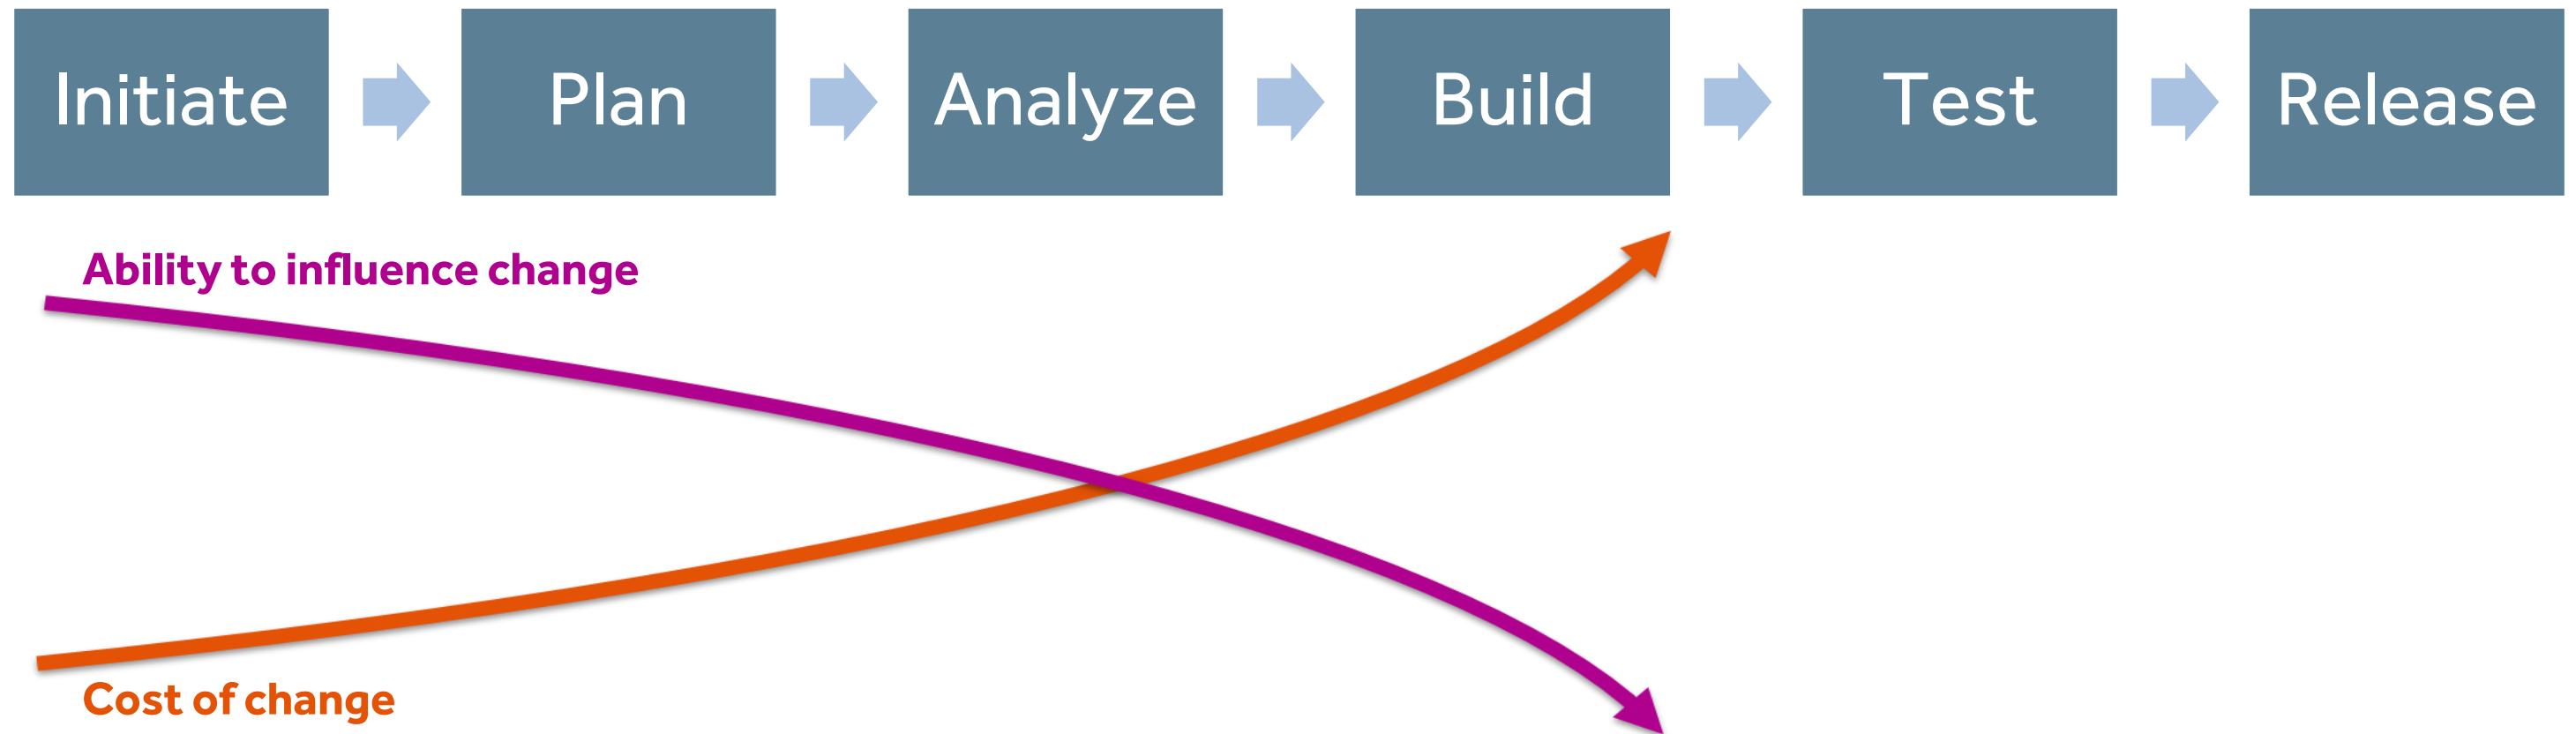 Initiate
Plan
Analyze
Build
Test
Release
Ability to influence change
Cost of change